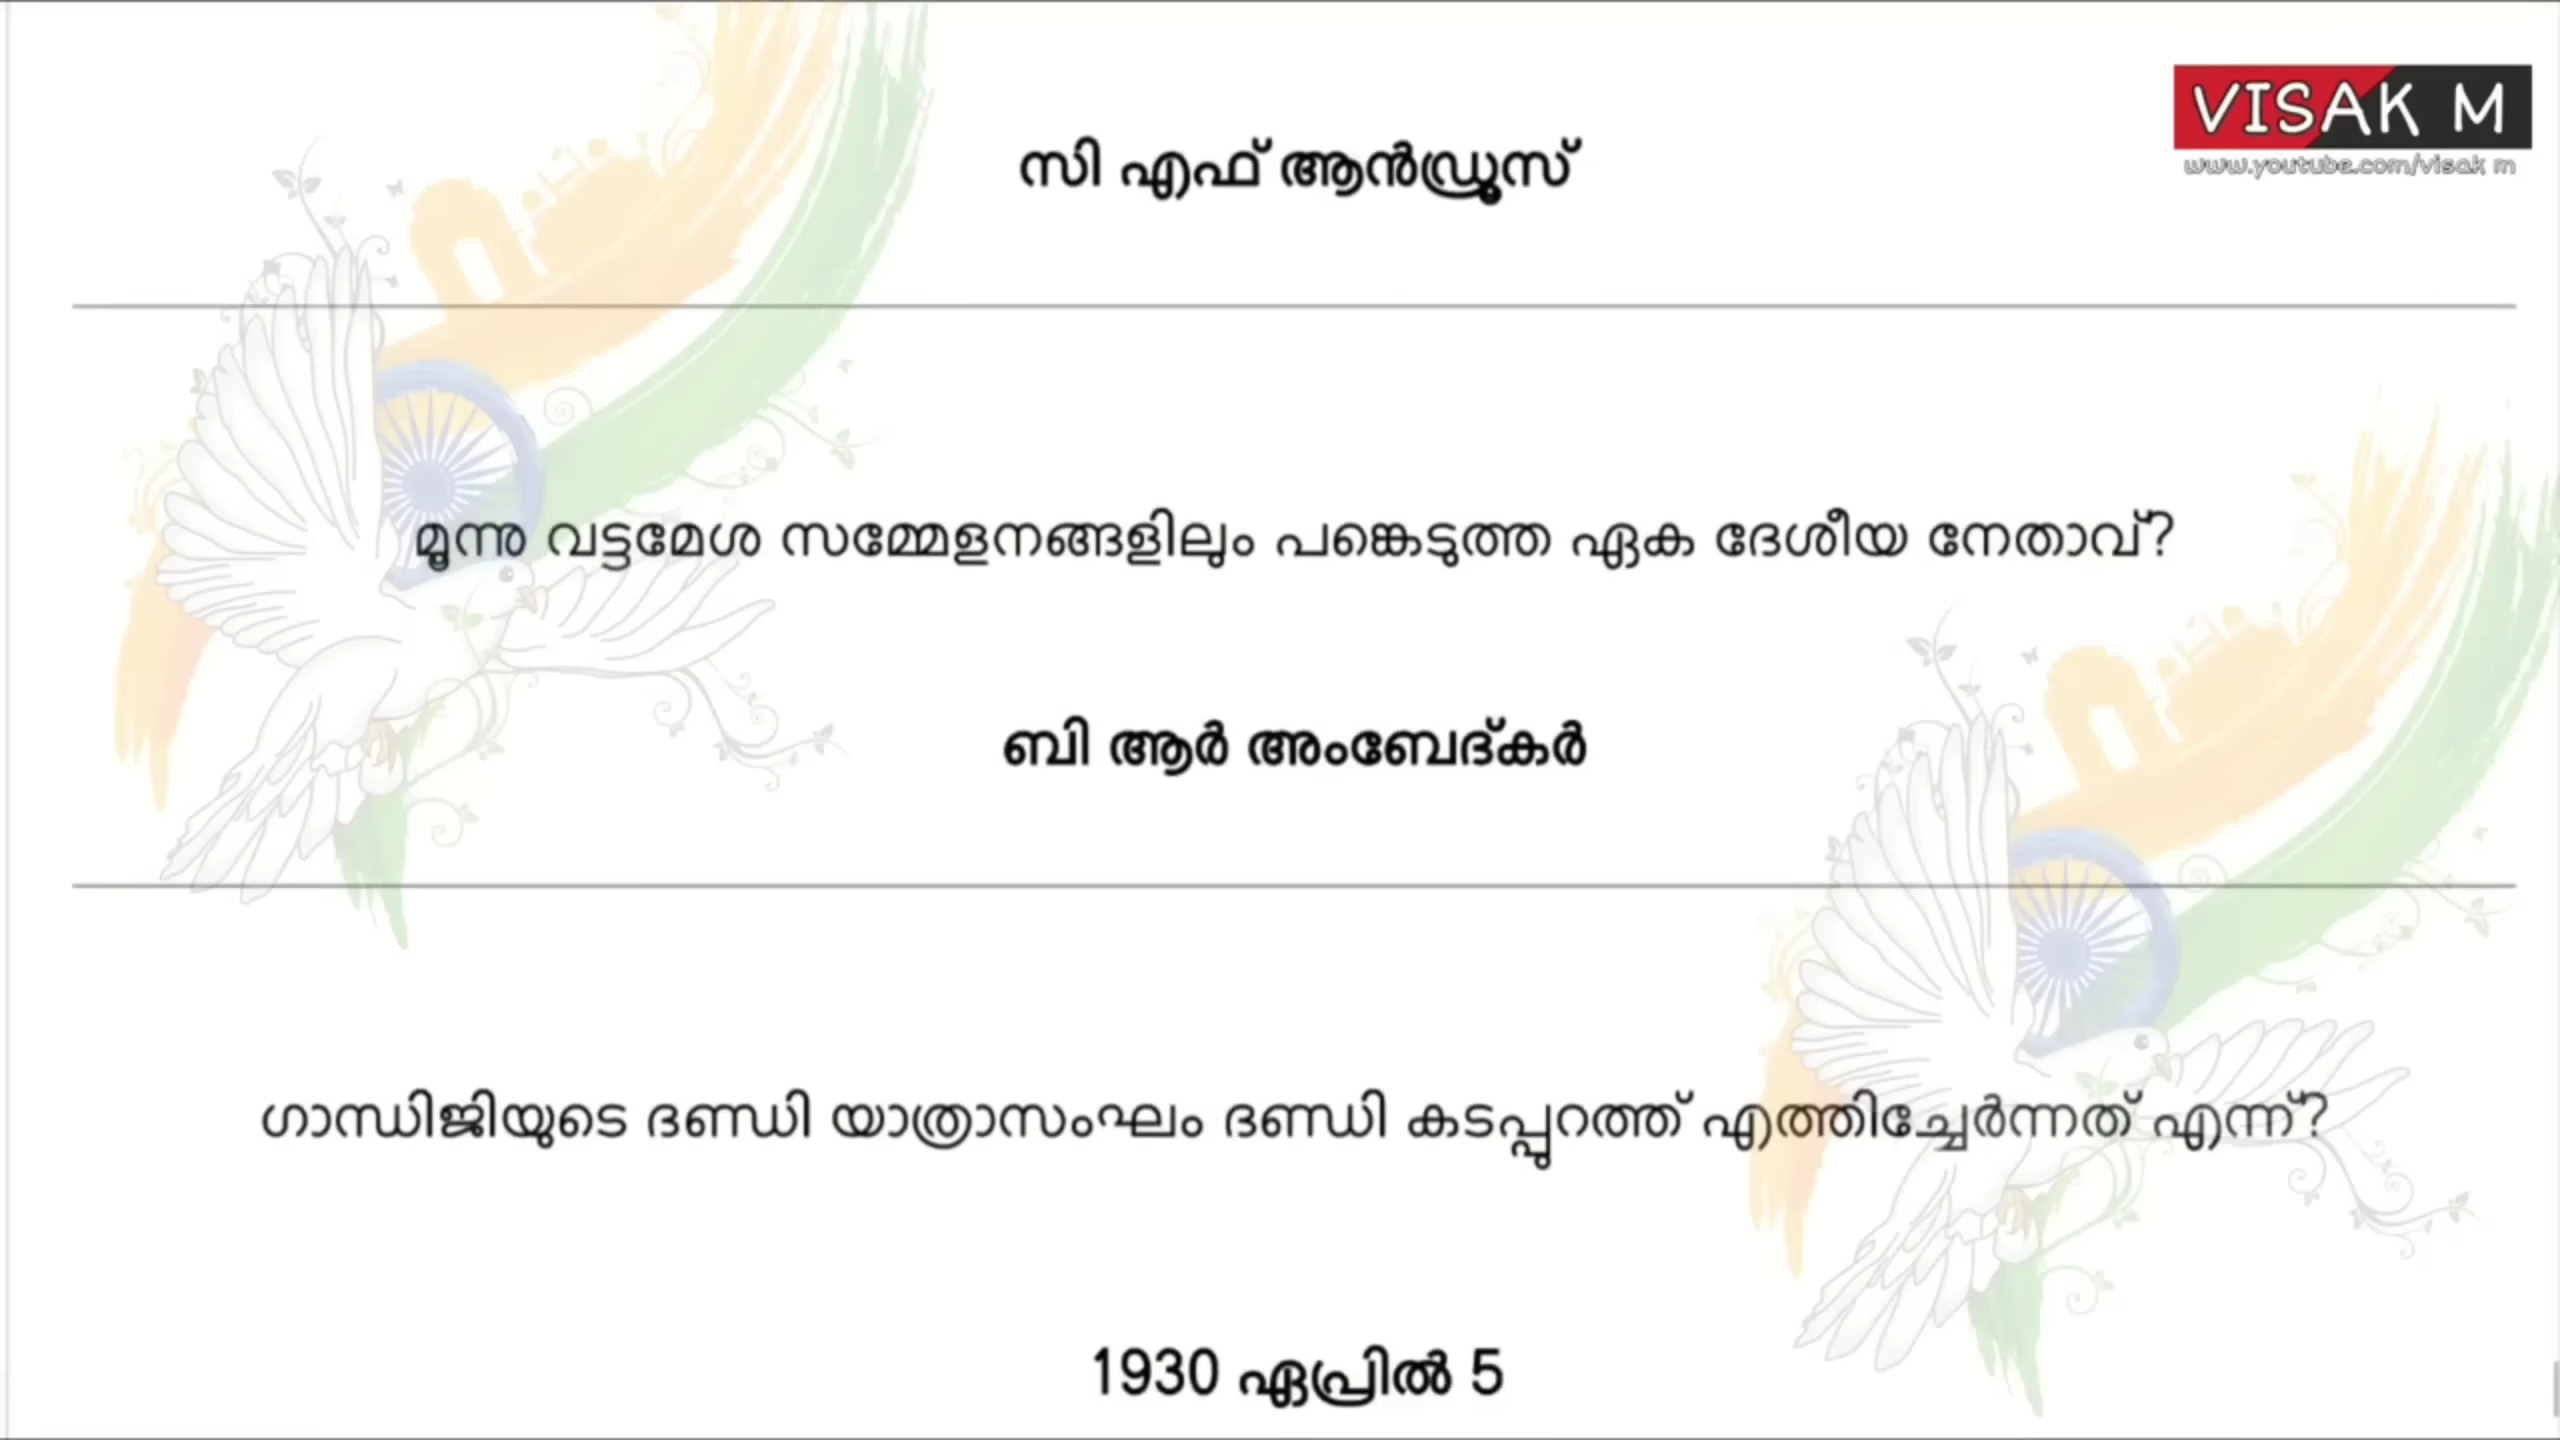 VISAK M
www.youtube.com/visak m
സി എഫ് ആൻഡ്രൂസ്
മൂന്നു വട്ടമേശ സമ്മേളനങ്ങളിലും പങ്കെടുത്ത ഏക ദേശീയ നേതാവ്?
ബി ആർ അംബേദ്കർ
ഗാന്ധിജിയുടെ ദണ്ഡി യാത്രാസംഘം ദണ്ഡി കടപ്പുറത്ത് എത്തിച്ചേർന്നത് എന്ന്?
1930 ഏപ്രിൽ 5